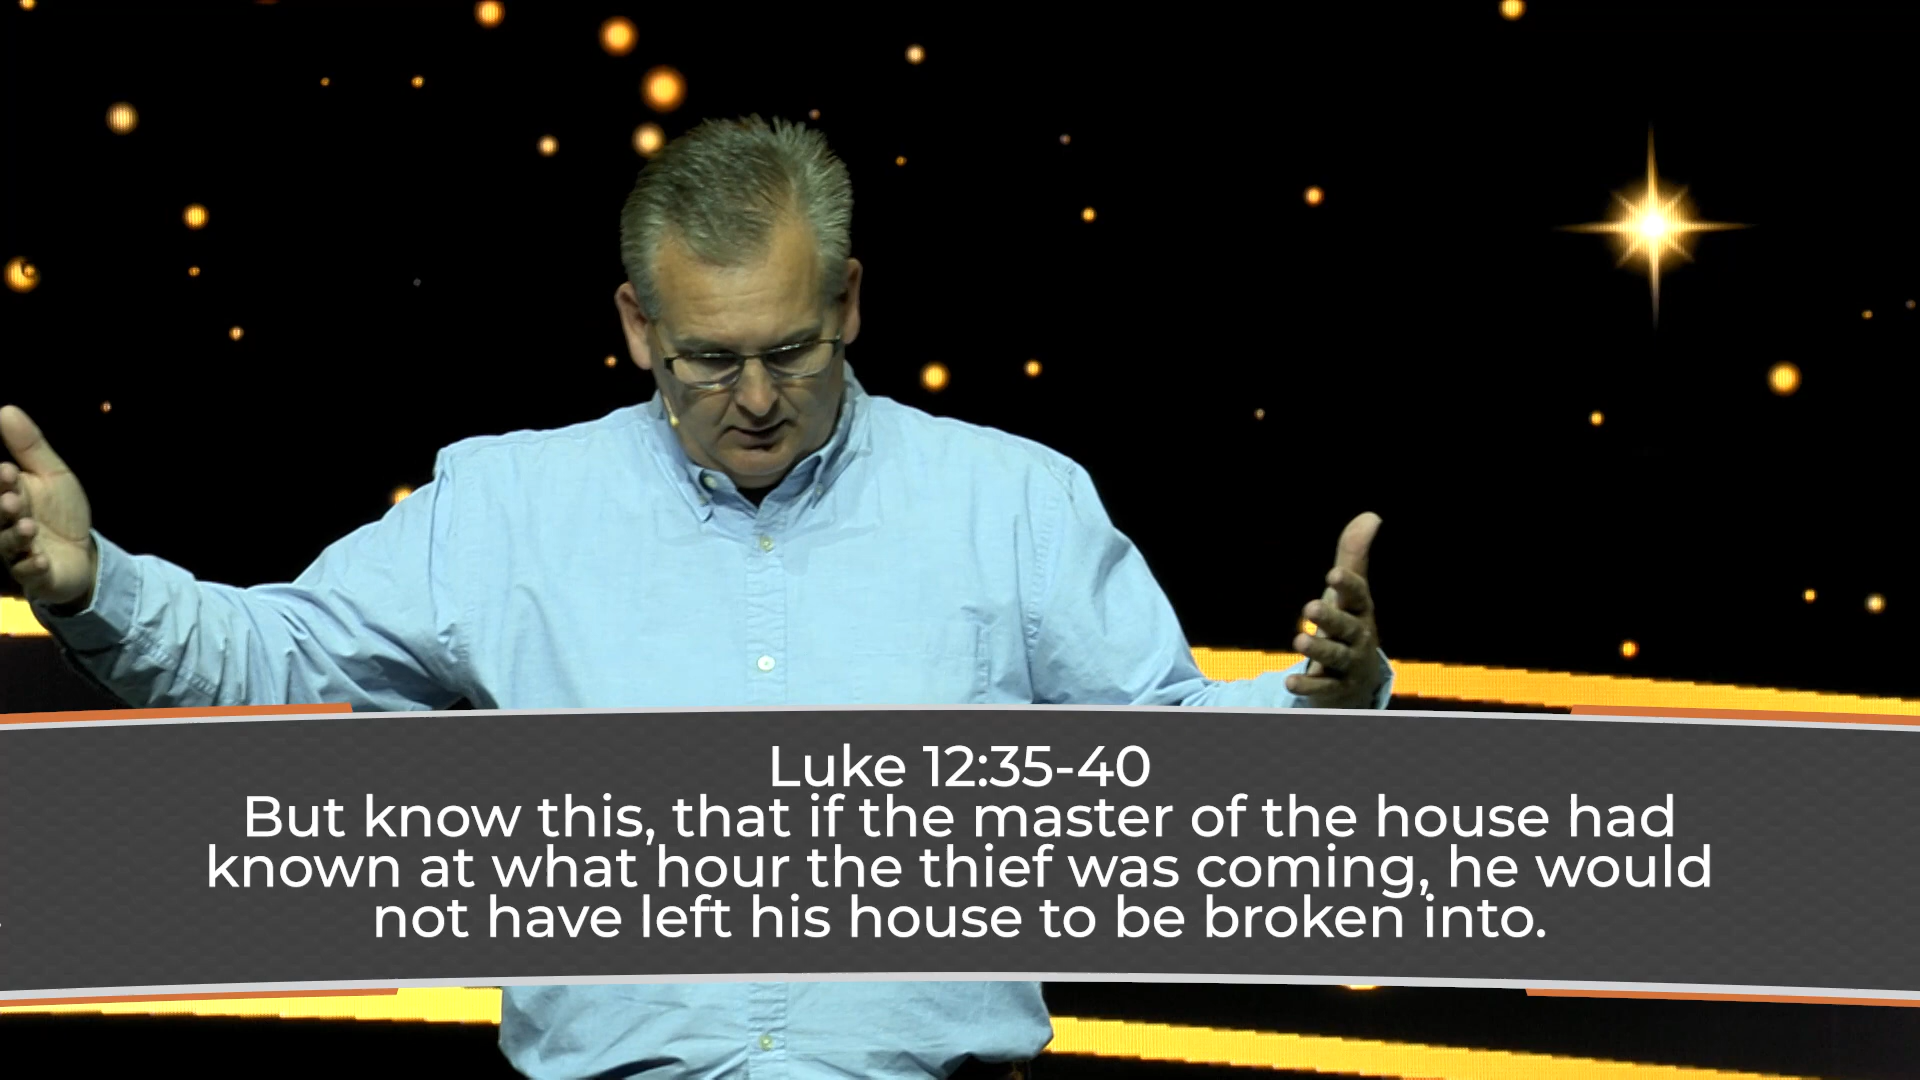 Luke 12:35-40
But know this, that if the master of the house had
known at what hour the thief was coming, he would
not have left his house to be broken into.